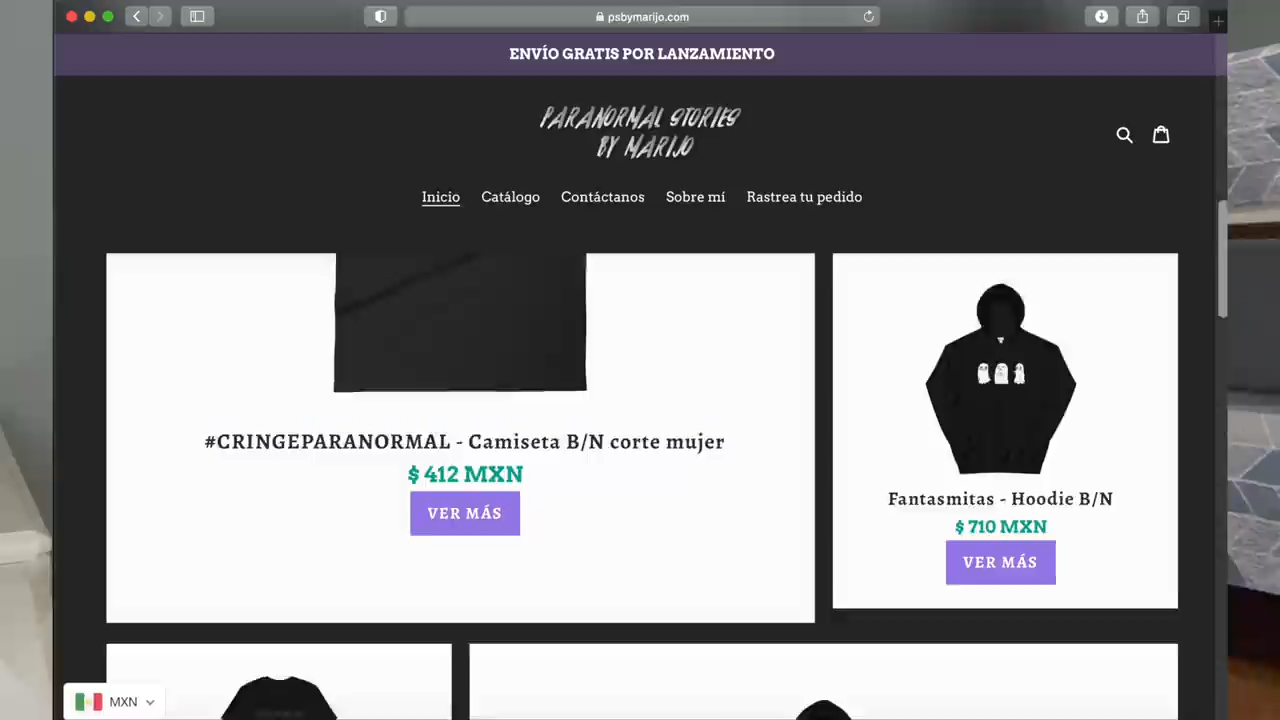 psbymarijo.com
ENVÍO GRATIS POR LANZAMIENTO
PARANORMAL STORIES
BY MARIJO
Inicio Catálogo Contáctanos Sobre mí Rastrea tu pedido
#CRINGEPARANORMAL - Camiseta B/N corte mujer
$ 412 MXN
VER MÁS
Fantasmitas - Hoodie B/N
$ 710 MXN
VER MÁS
MXN